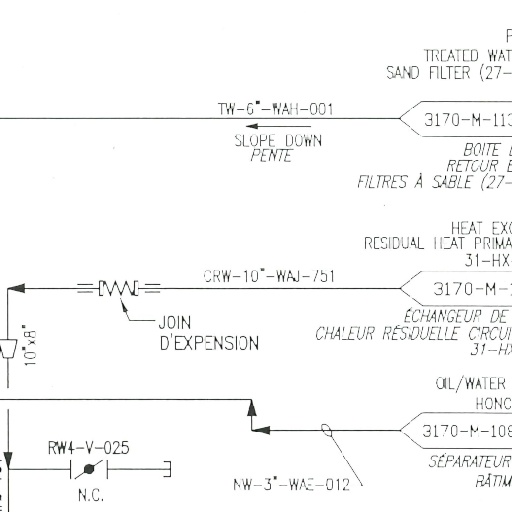 TREATED WAT
SAND FILTER (27-
TW-6"-WAH-001
3170-M-113
SLOPE DOWN
PENTE
BOITE
RETOUR
FILTRES À SABLE (27-
HEAT EXC
RESIDUAL HEAT PRIMA
31-HX
CRW-10"-WAJ-751
3170-M-1
ÉCHANGEUR DE
CHALEUR RÉSIDUELLE CIRCUI
31-HX
JOIN
D'EXPENSION
10"x8"
OIL/WATER
HONC
3170-M-108
RW4-V-025
N.C.
NW-3"-WAE-012
SÉPARATEUR